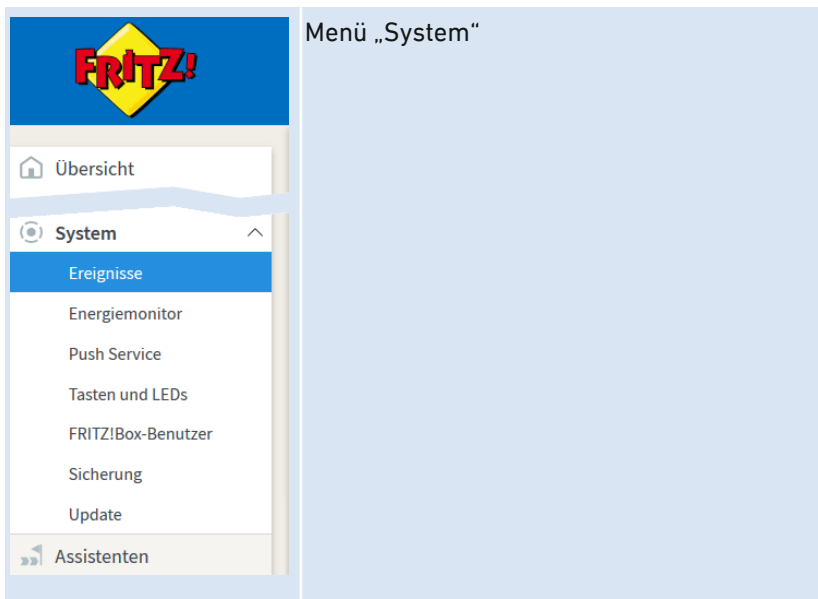 FRITZ!
Menü „System“
Übersicht
System
Ereignisse
Energiemonitor
Push Service
Tasten und LEDs
FRITZ!Box-Benutzer
Sicherung
Update
Assistenten